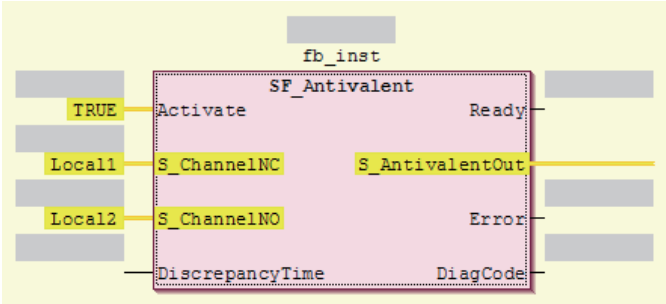 fb_inst
SF_Antivalent
TRUE Activate Ready
Local1 S_ChannelNC S_AntivalentOut
Local2 S_ChannelNO Error
DiscrepancyTime DiagCode